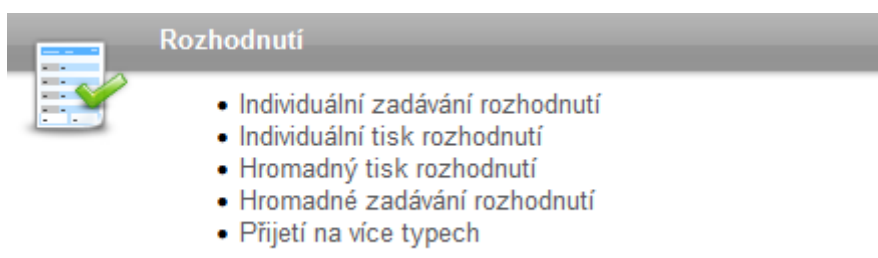 Rozhodnutí
Individuální zadávání rozhodnutí
Individuální tisk rozhodnutí
Hromadný tisk rozhodnutí
Hromadné zadávání rozhodnutí
Přijetí na více typech